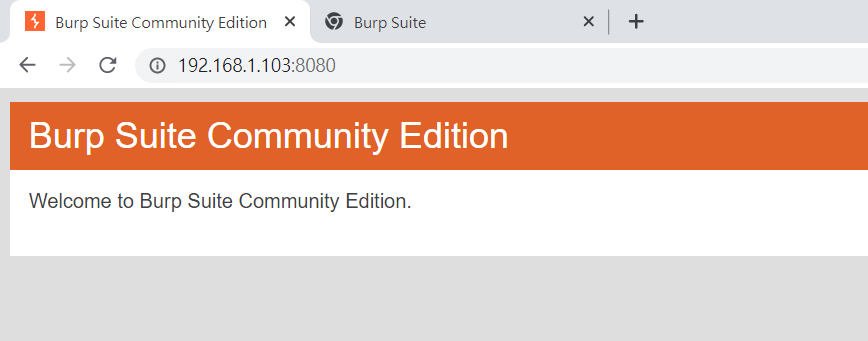 Burp Suite Community Edition
Burp Suite
192.168.1.103:8080
Burp Suite Community Edition
Welcome to Burp Suite Community Edition.